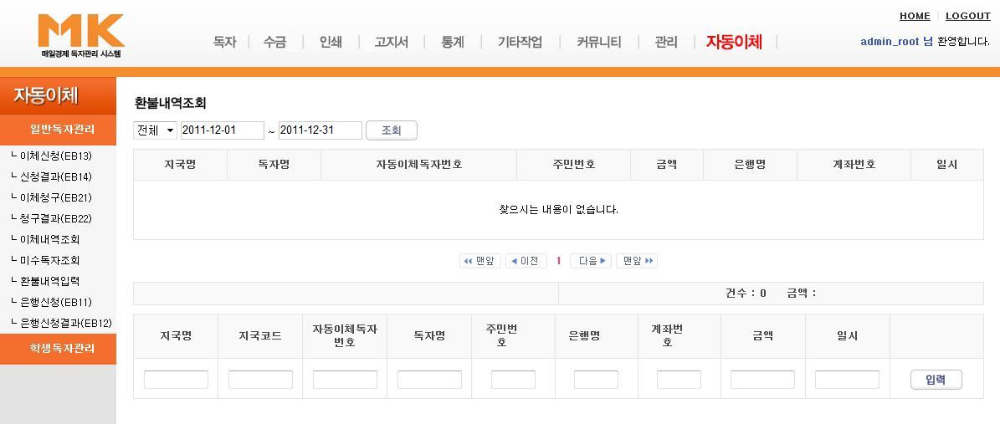 HOME LOGOUT
MK
매일경제 독자관리 시스템
독자 수금 인쇄 고지서 통계 기타작업 커뮤니티 관리 자동이체
admin_root 님 환영합니다.
자동이체
일반독자관리
└ 이체신청(EB13)
└ 신청결과(EB14)
└ 이체청구(EB21)
└ 청구결과(EB22)
└ 이체내역조회
└ 미수독자조회
└ 환불내역입력
└ 은행신청(EB11)
└ 은행신청결과(EB12)
학생독자관리
환불내역조회
전체 2011-12-01 ~ 2011-12-31 조회
지국명 독자명 자동이체독자번호 주민번호 금액 은행명 계좌번호 일시
찾으시는 내용이 없습니다.
맨앞 이전 1 다음 맨앞
건수 : 0 금액 :
지국명 지국코드 자동이체독자번호 독자명 주민번호 은행명 계좌번호 금액 일시
입력